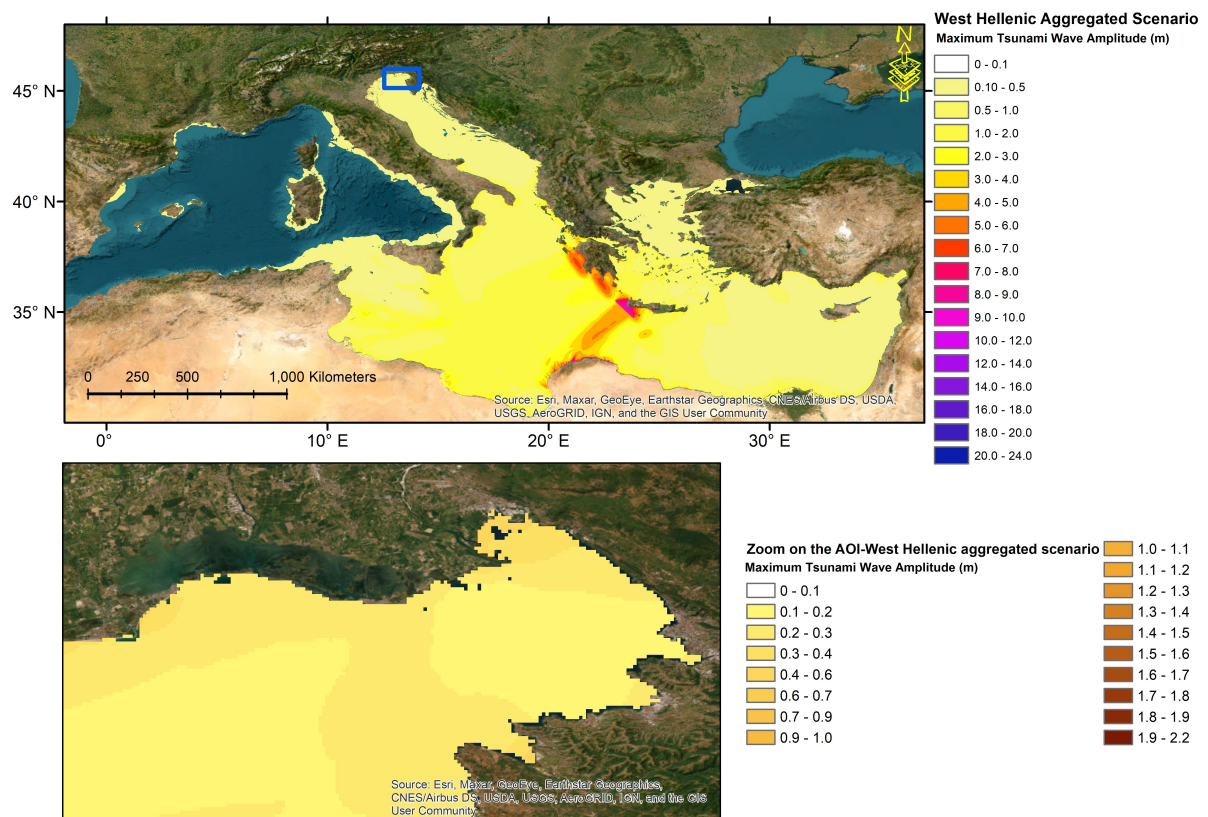 West Hellenic Aggregated Scenario
Maximum Tsunami Wave Amplitude (m)
N
0 - 0.1
0.10 - 0.5
0.5 - 1.0
1.0 - 2.0
2.0 - 3.0
3.0 - 4.0
4.0 - 5.0
5.0 - 6.0
6.0 - 7.0
7.0 - 8.0
8.0 - 9.0
9.0 - 10.0
10.0 - 12.0
12.0 - 14.0
14.0 - 16.0
16.0 - 18.0
18.0 - 20.0
20.0 - 24.0
45° N
40° N
35° N
0 250 500 1,000 Kilometers
Source: Esri, Maxar, GeoEye, Earthstar Geographics, CNES/Airbus DS, USDA,
USGS, AeroGRID, IGN, and the GIS User Community
0° 10° E 20° E 30° E
Zoom on the AOI-West Hellenic aggregated scenario
Maximum Tsunami Wave Amplitude (m)
0 - 0.1
0.1 - 0.2
0.2 - 0.3
0.3 - 0.4
0.4 - 0.6
0.6 - 0.7
0.7 - 0.9
0.9 - 1.0
1.0 - 1.1
1.1 - 1.2
1.2 - 1.3
1.3 - 1.4
1.4 - 1.5
1.5 - 1.6
1.6 - 1.7
1.7 - 1.8
1.8 - 1.9
1.9 - 2.2
Source: Esri, Maxar, GeoEye, Earthstar Geographics,
CNES/Airbus DS, USDA, USGS, AeroGRID, IGN, and the GIS
User Community